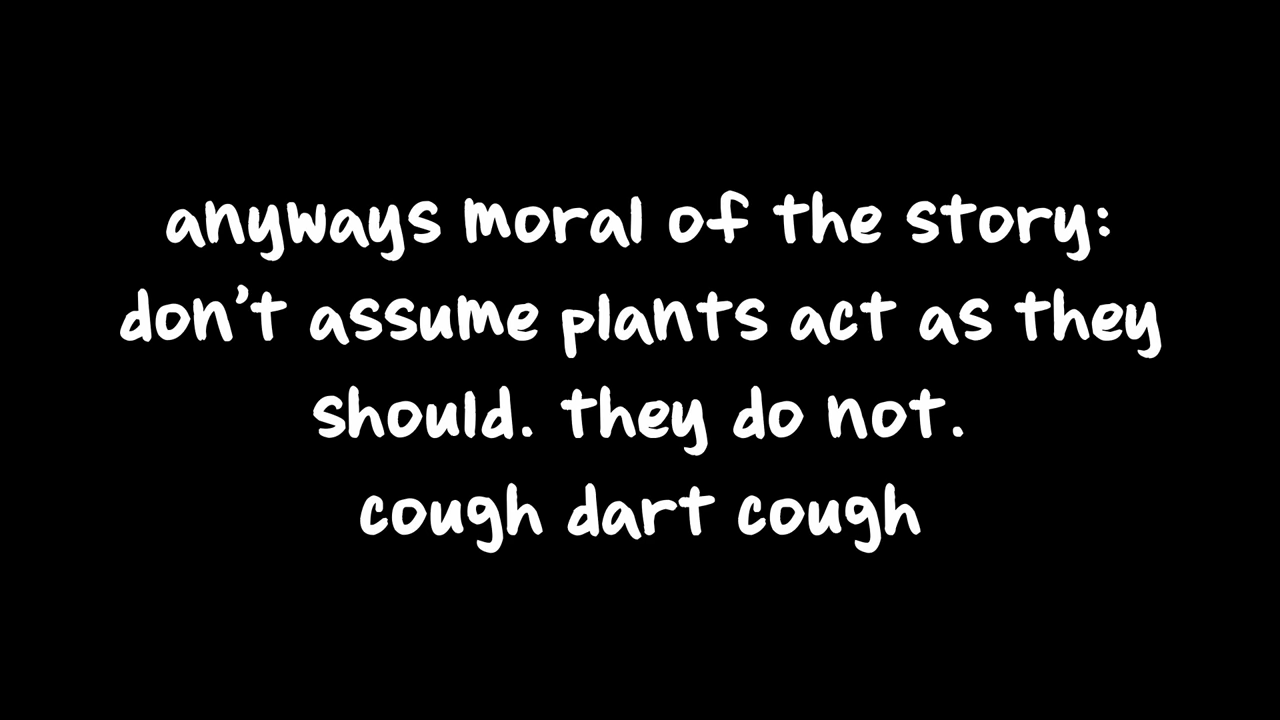 anyways moral of the story:
don't assume plants act as they
should. they do not.
cough dart cough